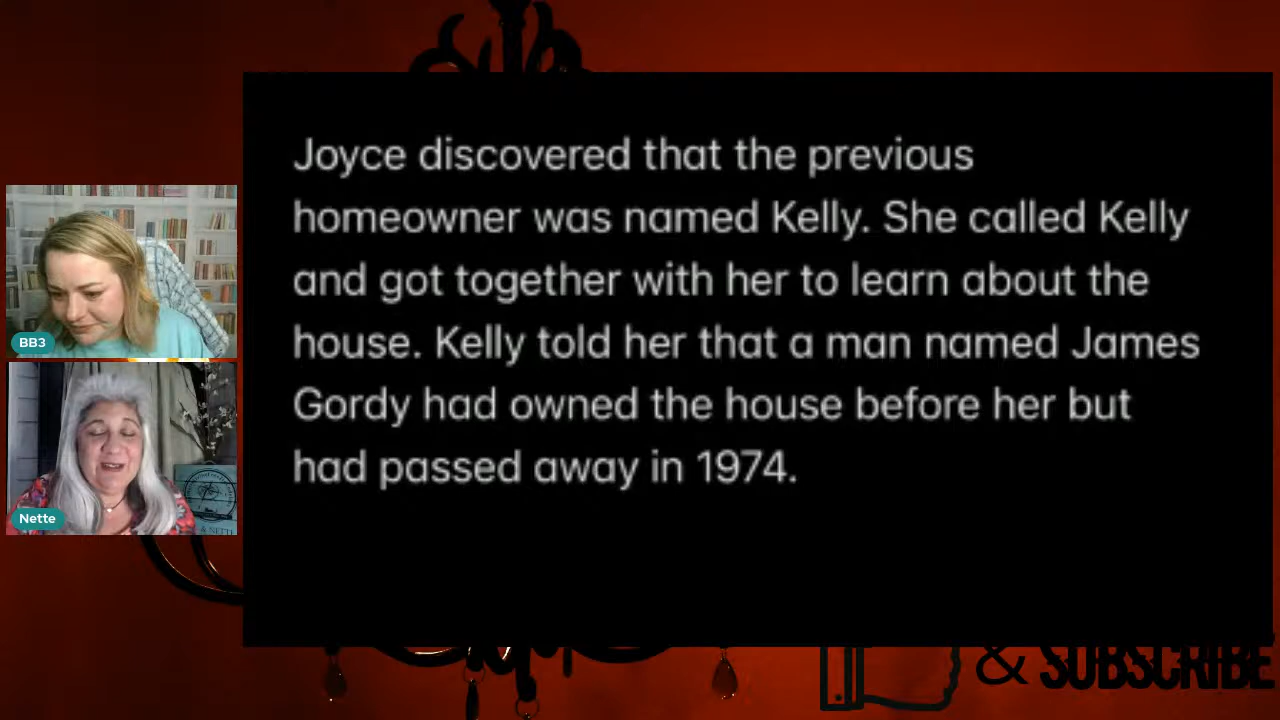 Joyce discovered that the previous
homeowner was named Kelly. She called Kelly
and got together with her to learn about the
house. Kelly told her that a man named James
Gordy had owned the house before her but
had passed away in 1974.
BB3
Nette
& SUBSCRIBE